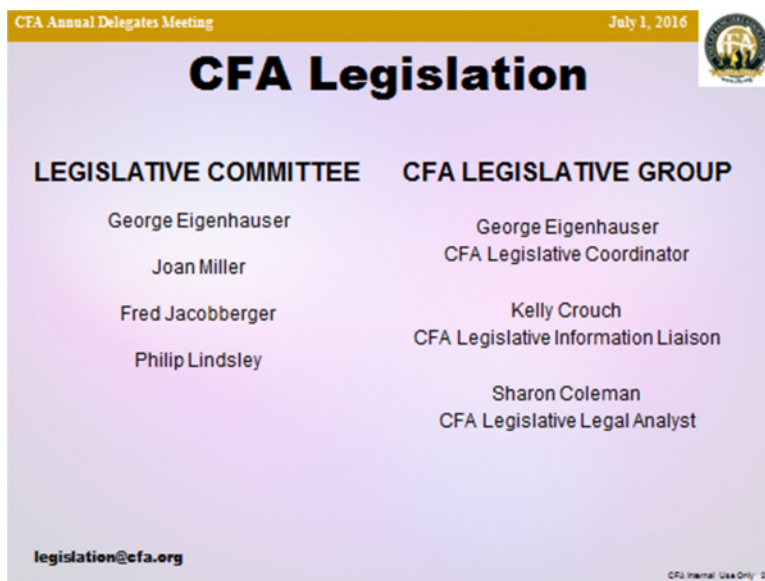 CFA Annual Delegates Meeting
July 1, 2016
CFA Legislation
LEGISLATIVE COMMITTEE
George Eigenhauser
Joan Miller
Fred Jacobberger
Philip Lindsley
CFA LEGISLATIVE GROUP
George Eigenhauser
CFA Legislative Coordinator
Kelly Crouch
CFA Legislative Information Liaison
Sharon Coleman
CFA Legislative Legal Analyst
legislation@cfa.org
CFA Internal Use Only
CFA